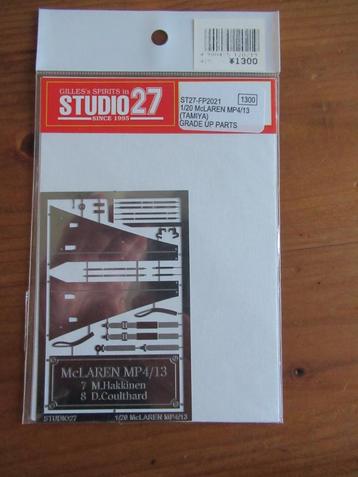 ¥1300
GILLES's SPIRITS in
STUDIO27
SINCE 1995
ST27-FP2021 1300
1/20 McLAREN MP4/13
(TAMIYA)
GRADE UP PARTS
McLAREN MP4/13
7 M.Hakkinen
8 D.Coulthard
STUDIO27 1/20 McLAREN MP4/13